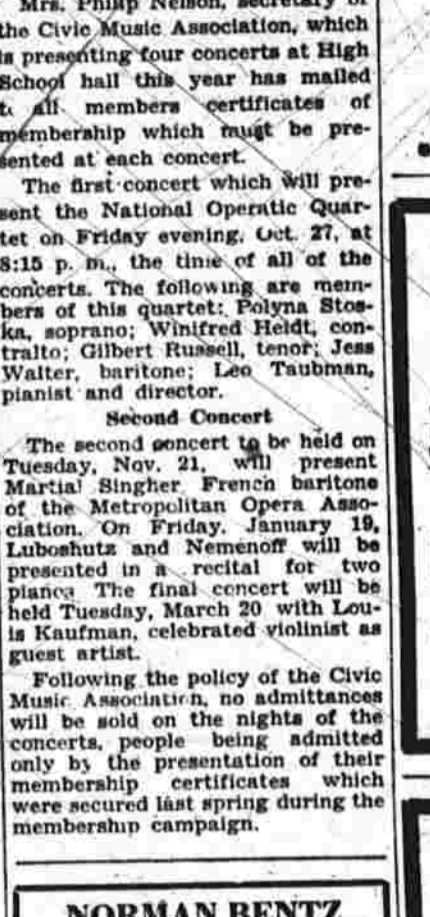 Mrs. Philip Nelson, secretary of
the Civic Music Association, which
is presenting four concerts at High
School hall this year has mailed
t. all members certificates of
membership which must be pre-
sented at each concert.
The first concert which will pre-
sent the National Operatic Quar-
tet on Friday evening, Oct. 27, at
8:15 p. m., the time of all of the
concerts. The following are mem-
bers of this quartet: Polyna Stos-
ka, soprano; Winifred Heidt, con-
tralto; Gilbert Russell, tenor; Jess
Walter, baritone; Leo Taubman,
pianist and director.
Second Concert
The second concert to be held on
Tuesday, Nov. 21, will present
Martial Singher French baritone
of the Metropolitan Opera Asso-
ciation. On Friday, January 19,
Luboshutz and Nemenoff will be
presented in a recital for two
pianos The final concert will be
held Tuesday, March 20 with Lou-
is Kaufman, celebrated violinist as
guest artist.
Following the policy of the Civic
Music Association, no admittances
will be sold on the nights of the
concerts, people being admitted
only by the presentation of their
membership certificates which
were secured last spring during the
membership campaign.
NORMAN BENTZ